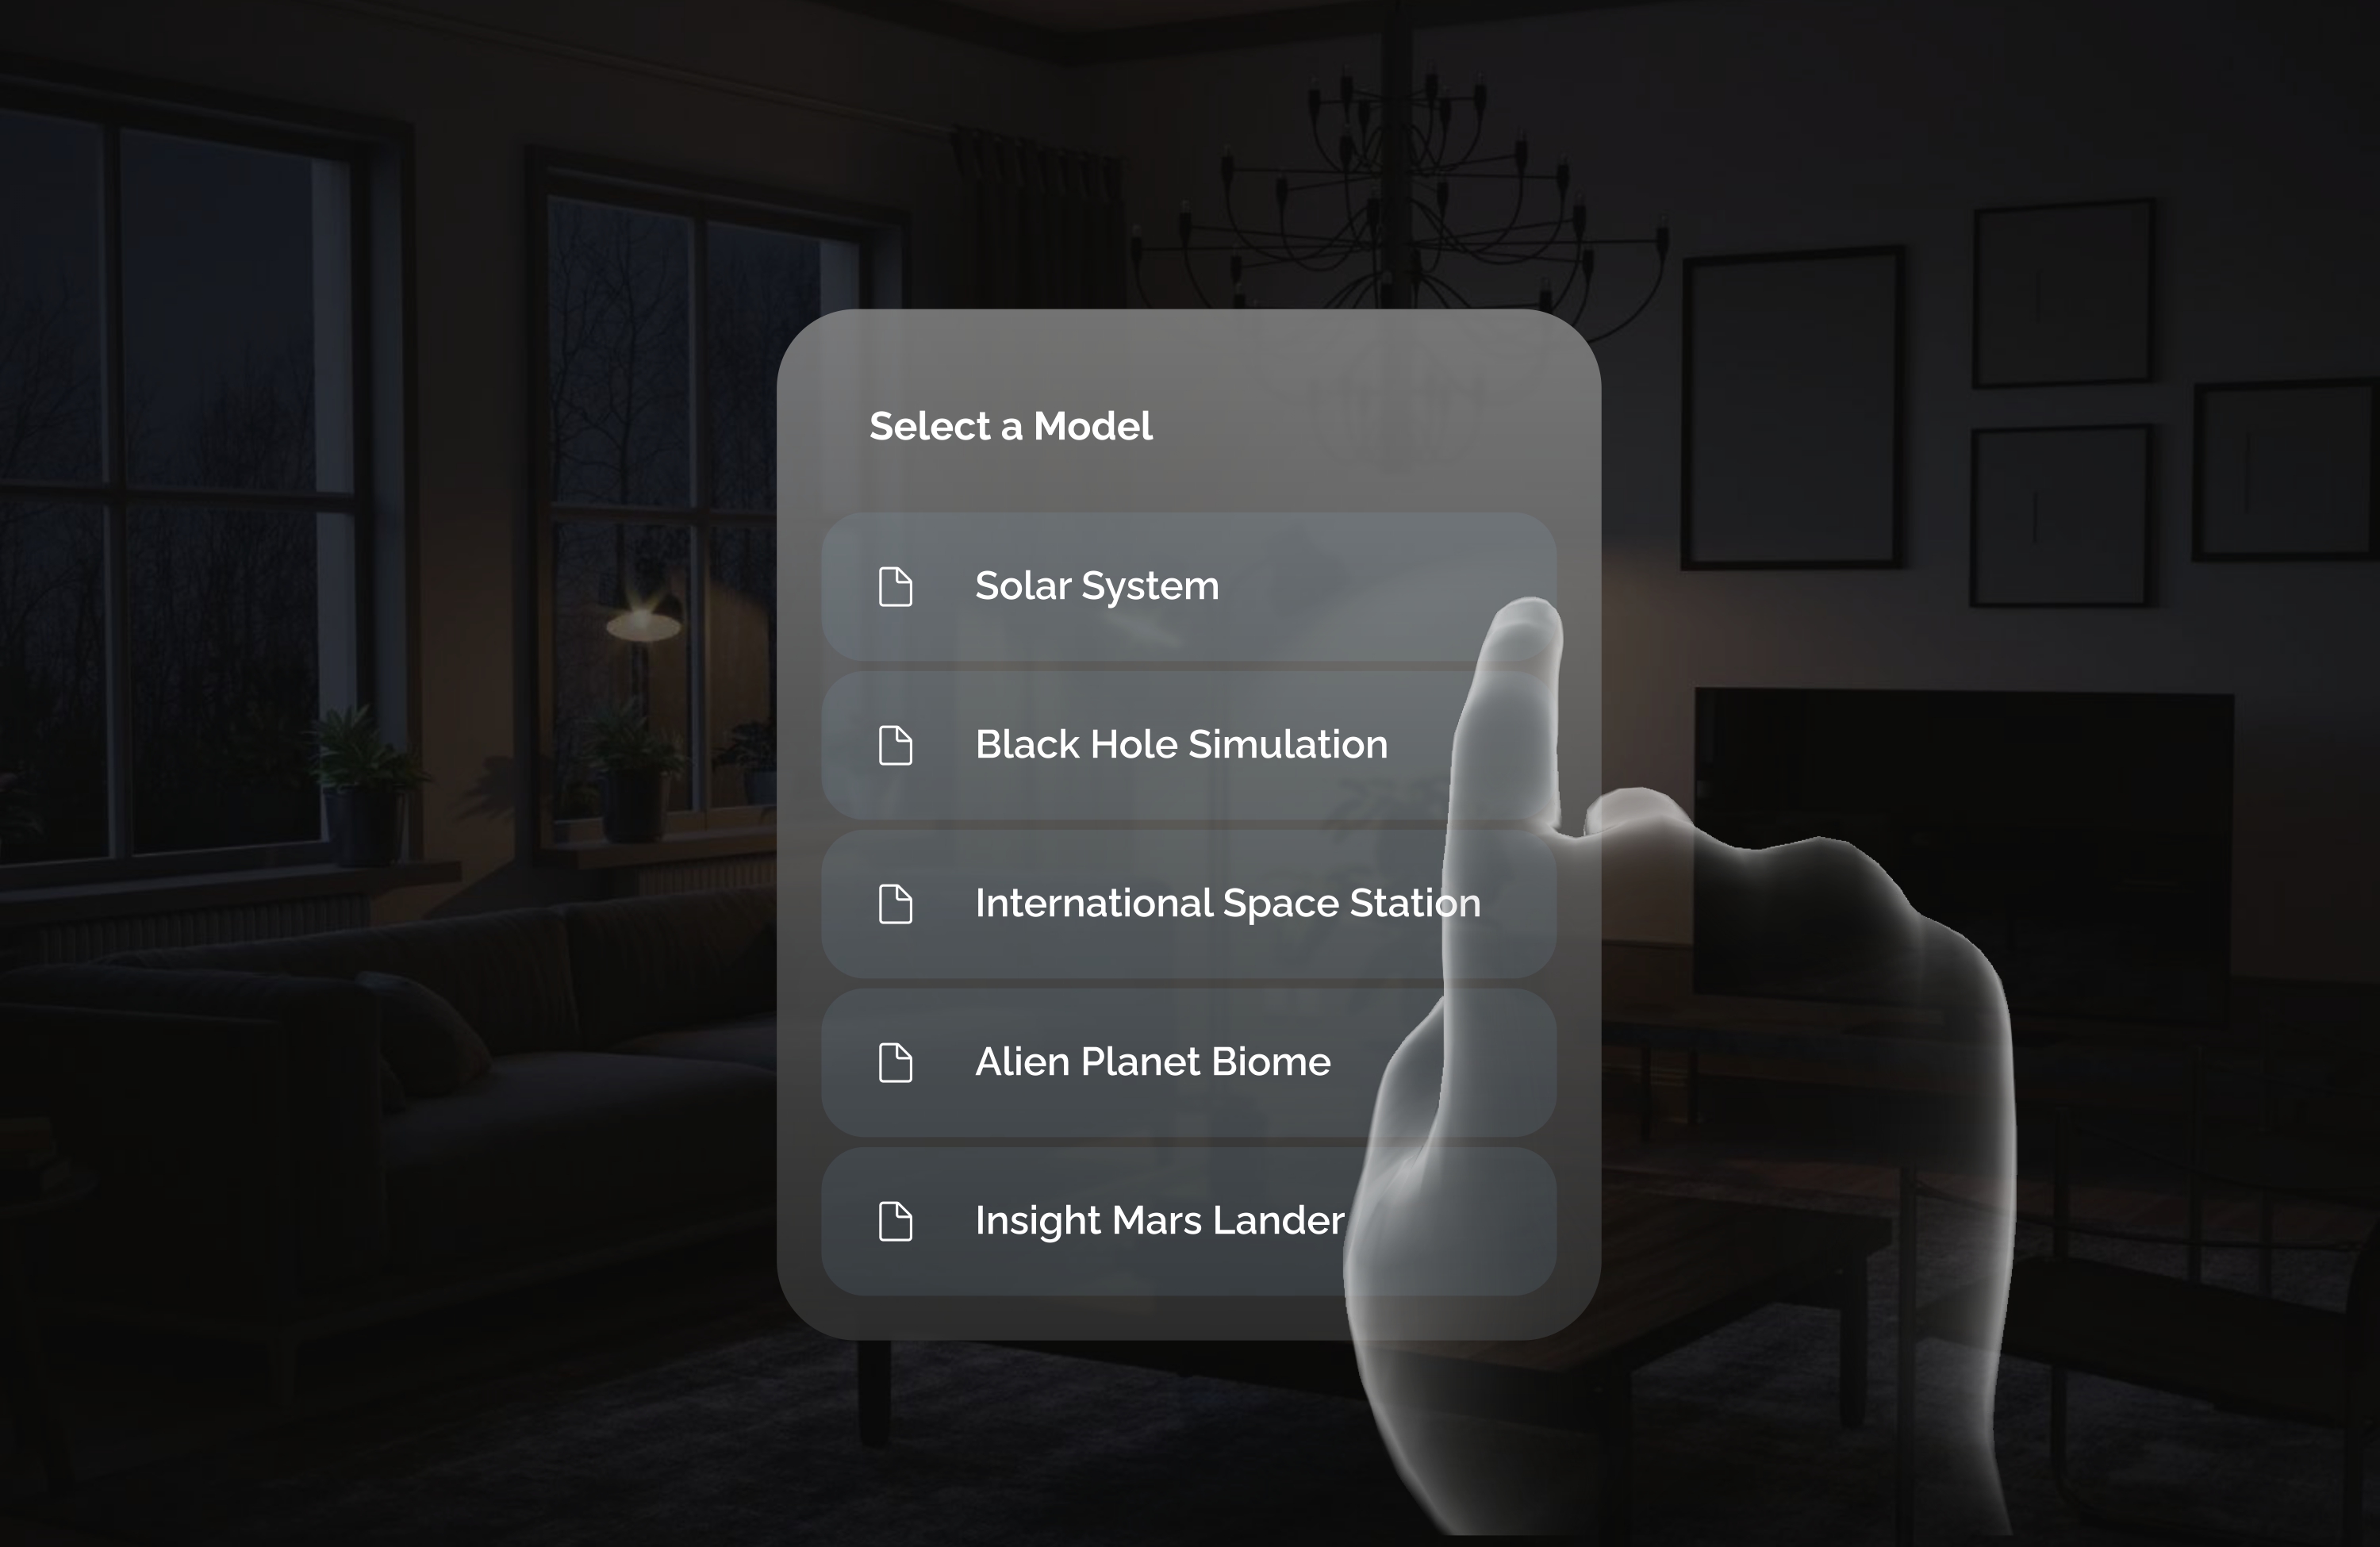 Select a Model
Solar System
Black Hole Simulation
International Space Station
Alien Planet Biome
Insight Mars Lander